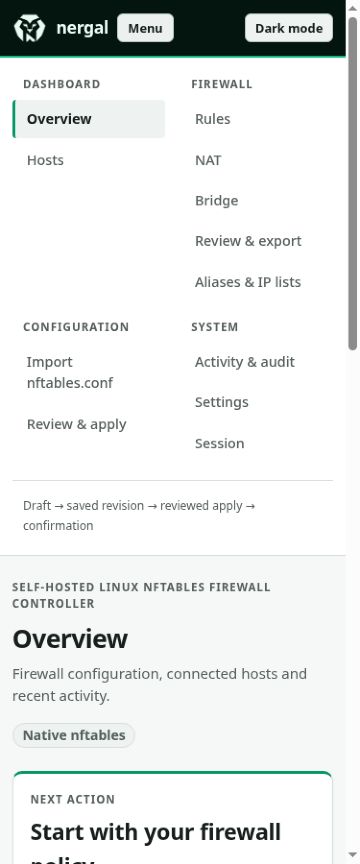 nergal
Menu
Dark mode
DASHBOARD
Overview
Hosts
FIREWALL
Rules
NAT
Bridge
Review & export
Aliases & IP lists
CONFIGURATION
Import
nftables.conf
Review & apply
SYSTEM
Activity & audit
Settings
Session
Draft → saved revision → reviewed apply →
confirmation
SELF-HOSTED LINUX NFTABLES FIREWALL
CONTROLLER
Overview
Firewall configuration, connected hosts and
recent activity.
Native nftables
NEXT ACTION
Start with your firewall
policy